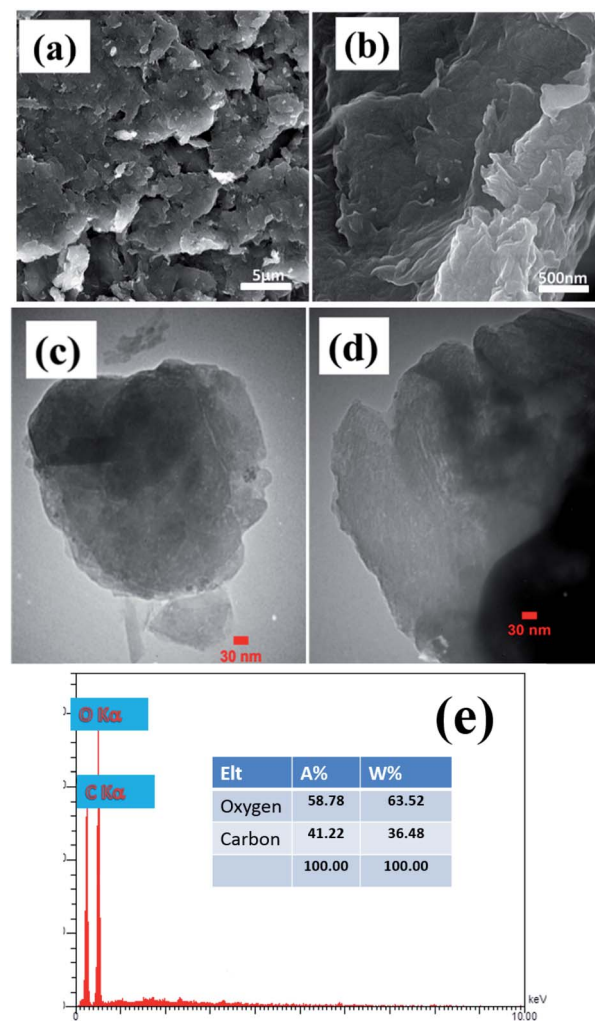 (a)
(b)
5μm
500nm
(c)
(d)
30 nm
30 nm
(e)
O Kα
C Kα
Elt A% W%
Oxygen 58.78 63.52
Carbon 41.22 36.48
100.00 100.00
0
keV
10.00